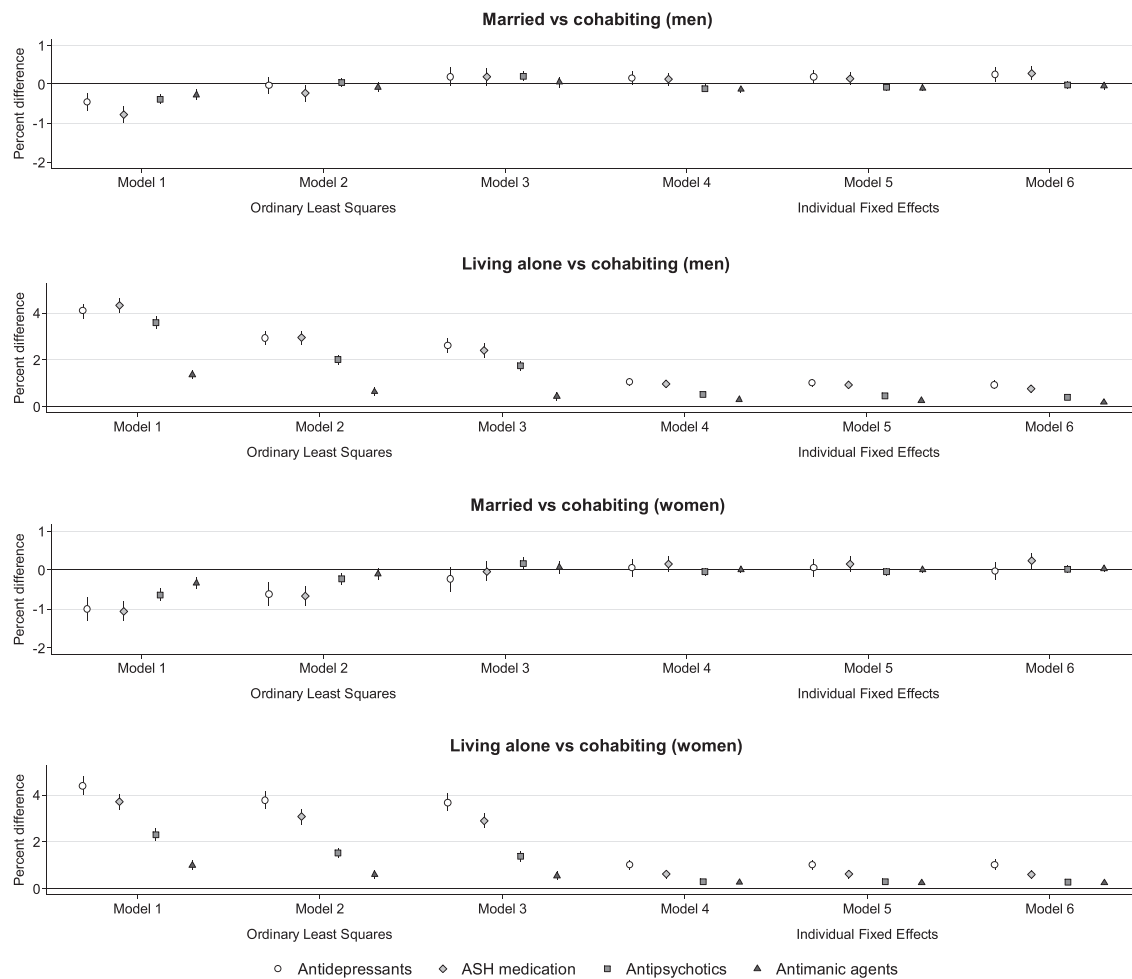 Married vs cohabiting (men)
Percent difference
1
0
-1
-2
Model 1 Model 2 Model 3 Model 4 Model 5 Model 6
Ordinary Least Squares Individual Fixed Effects
Living alone vs cohabiting (men)
Percent difference
4
2
0
Model 1 Model 2 Model 3 Model 4 Model 5 Model 6
Ordinary Least Squares Individual Fixed Effects
Married vs cohabiting (women)
Percent difference
1
0
-1
-2
Model 1 Model 2 Model 3 Model 4 Model 5 Model 6
Ordinary Least Squares Individual Fixed Effects
Living alone vs cohabiting (women)
Percent difference
4
2
0
Model 1 Model 2 Model 3 Model 4 Model 5 Model 6
Ordinary Least Squares Individual Fixed Effects
Antidepressants ASH medication Antipsychotics Antimanic agents